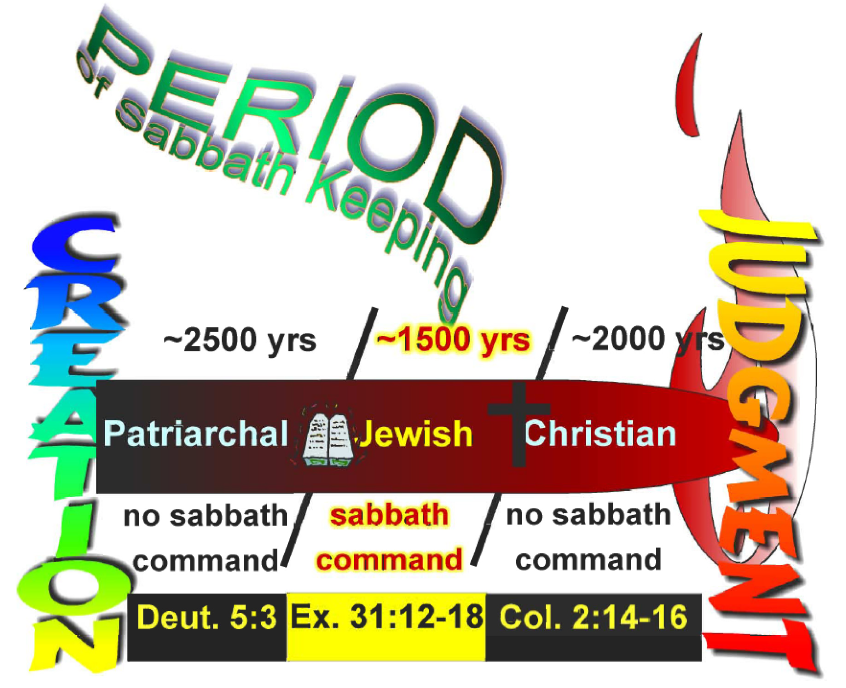 PERIOD
Of Sabbath Keeping
CREATION
JUDGMENT
~2500 yrs
~1500 yrs
~2000 yrs
Patriarchal
Jewish
Christian
no sabbath command
sabbath command
no sabbath command
Deut. 5:3
Ex. 31:12-18
Col. 2:14-16